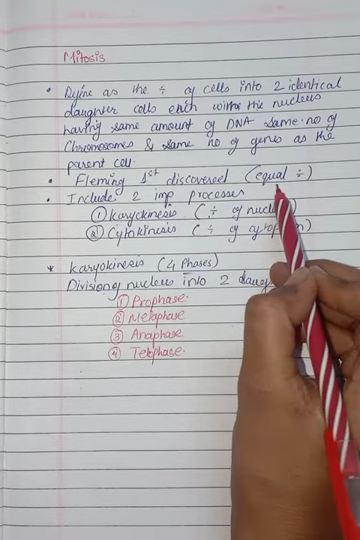 Mitosis
• Define as the ÷ of cells into 2 identical
daughter cells each with the nucleus
having same amount of DNA same no of
Chromosomes & same no of genes as the
parent cell.
• Fleming 1st discovered (equal ÷)
• Include 2 imp processes
① Karyokinesis ( ÷ of nucl
② Cytokinesis ( ÷ of cytop m)
* Karyokinesis (4 Phases)
Division of nucleus into 2 daug
① Prophase.
② Metaphase
③ Anaphase
④ Telophase.